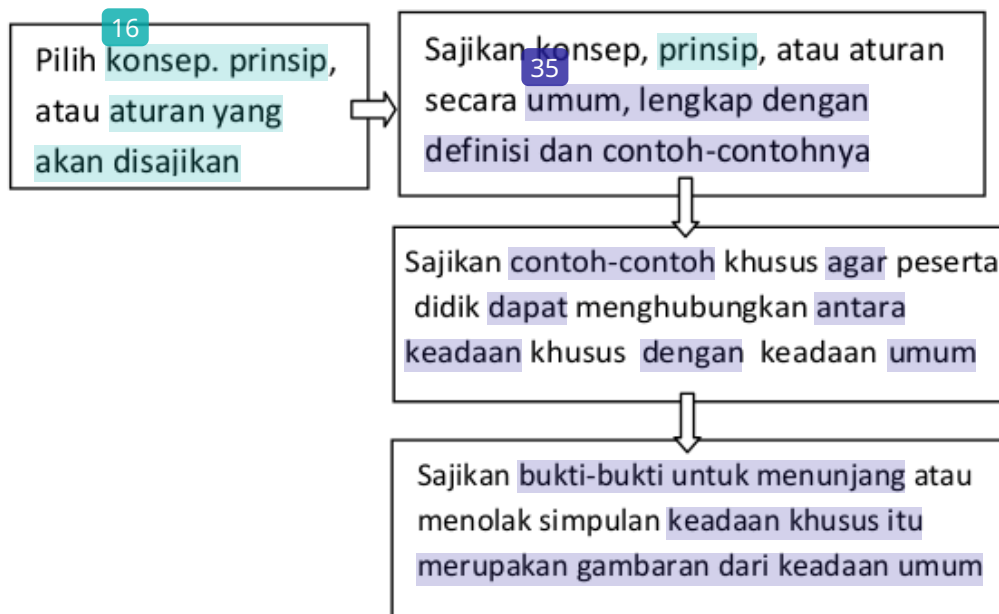 16
Pilih konsep. prinsip,
atau aturan yang
akan disajikan
Sajikan konsep, prinsip, atau aturan
35
secara umum, lengkap dengan
definisi dan contoh-contohnya
Sajikan contoh-contoh khusus agar peserta
didik dapat menghubungkan antara
keadaan khusus dengan keadaan umum
Sajikan bukti-bukti untuk menunjang atau
menolak simpulan keadaan khusus itu
merupakan gambaran dari keadaan umum